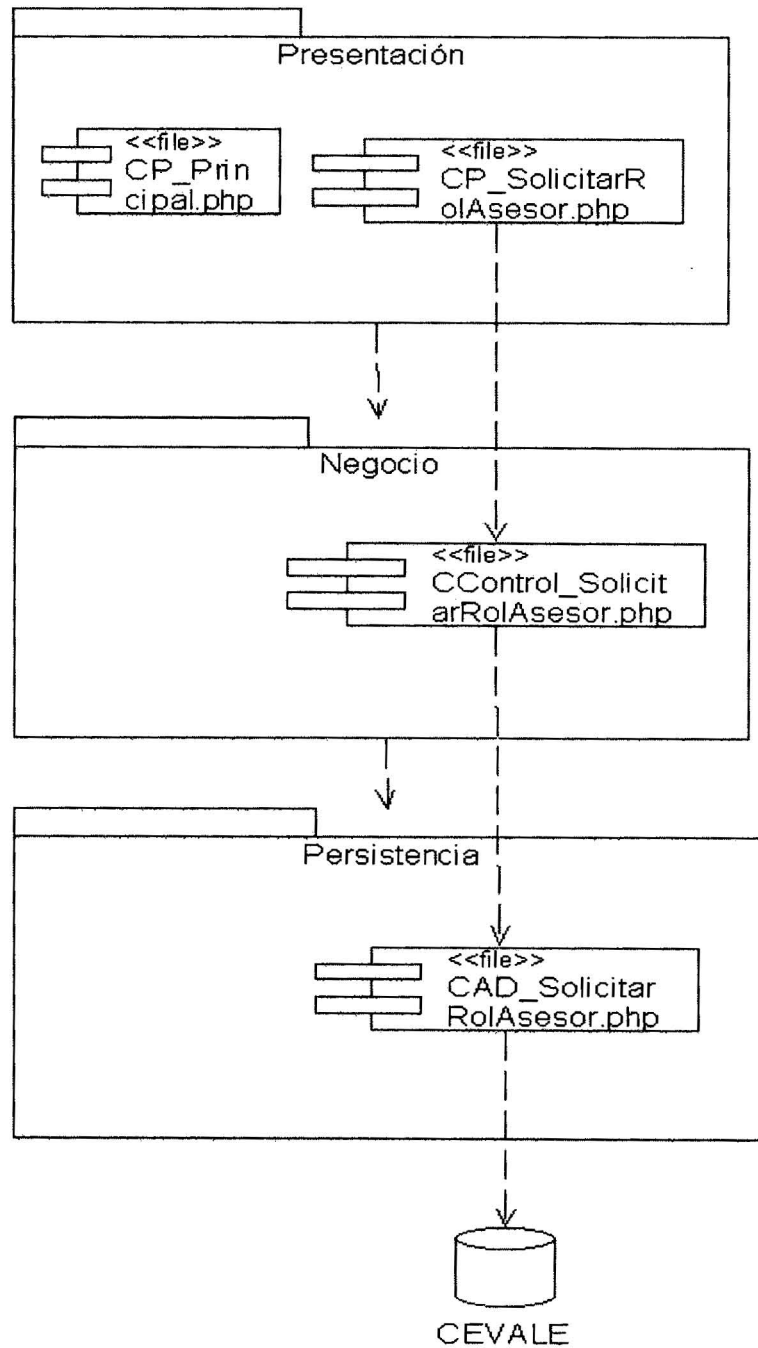 Presentación
<<file>>
CP_Prin
cipal.php
<<file>>
CP_SolicitarR
olAsesor.php
Negocio
<<file>>
CControl_Solicit
arRolAsesor.php
Persistencia
<<file>>
CAD_Solicitar
RolAsesor.php
CEVALE